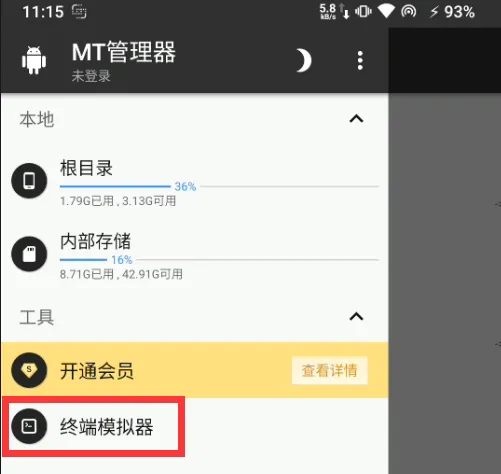 11:15 5.8 kB/s 93%
MT管理器
未登录
本地
根目录
36%
1.79G已用 , 3.13G可用
内部存储
16%
8.71G已用 , 42.91G可用
工具
开通会员 查看详情
终端模拟器